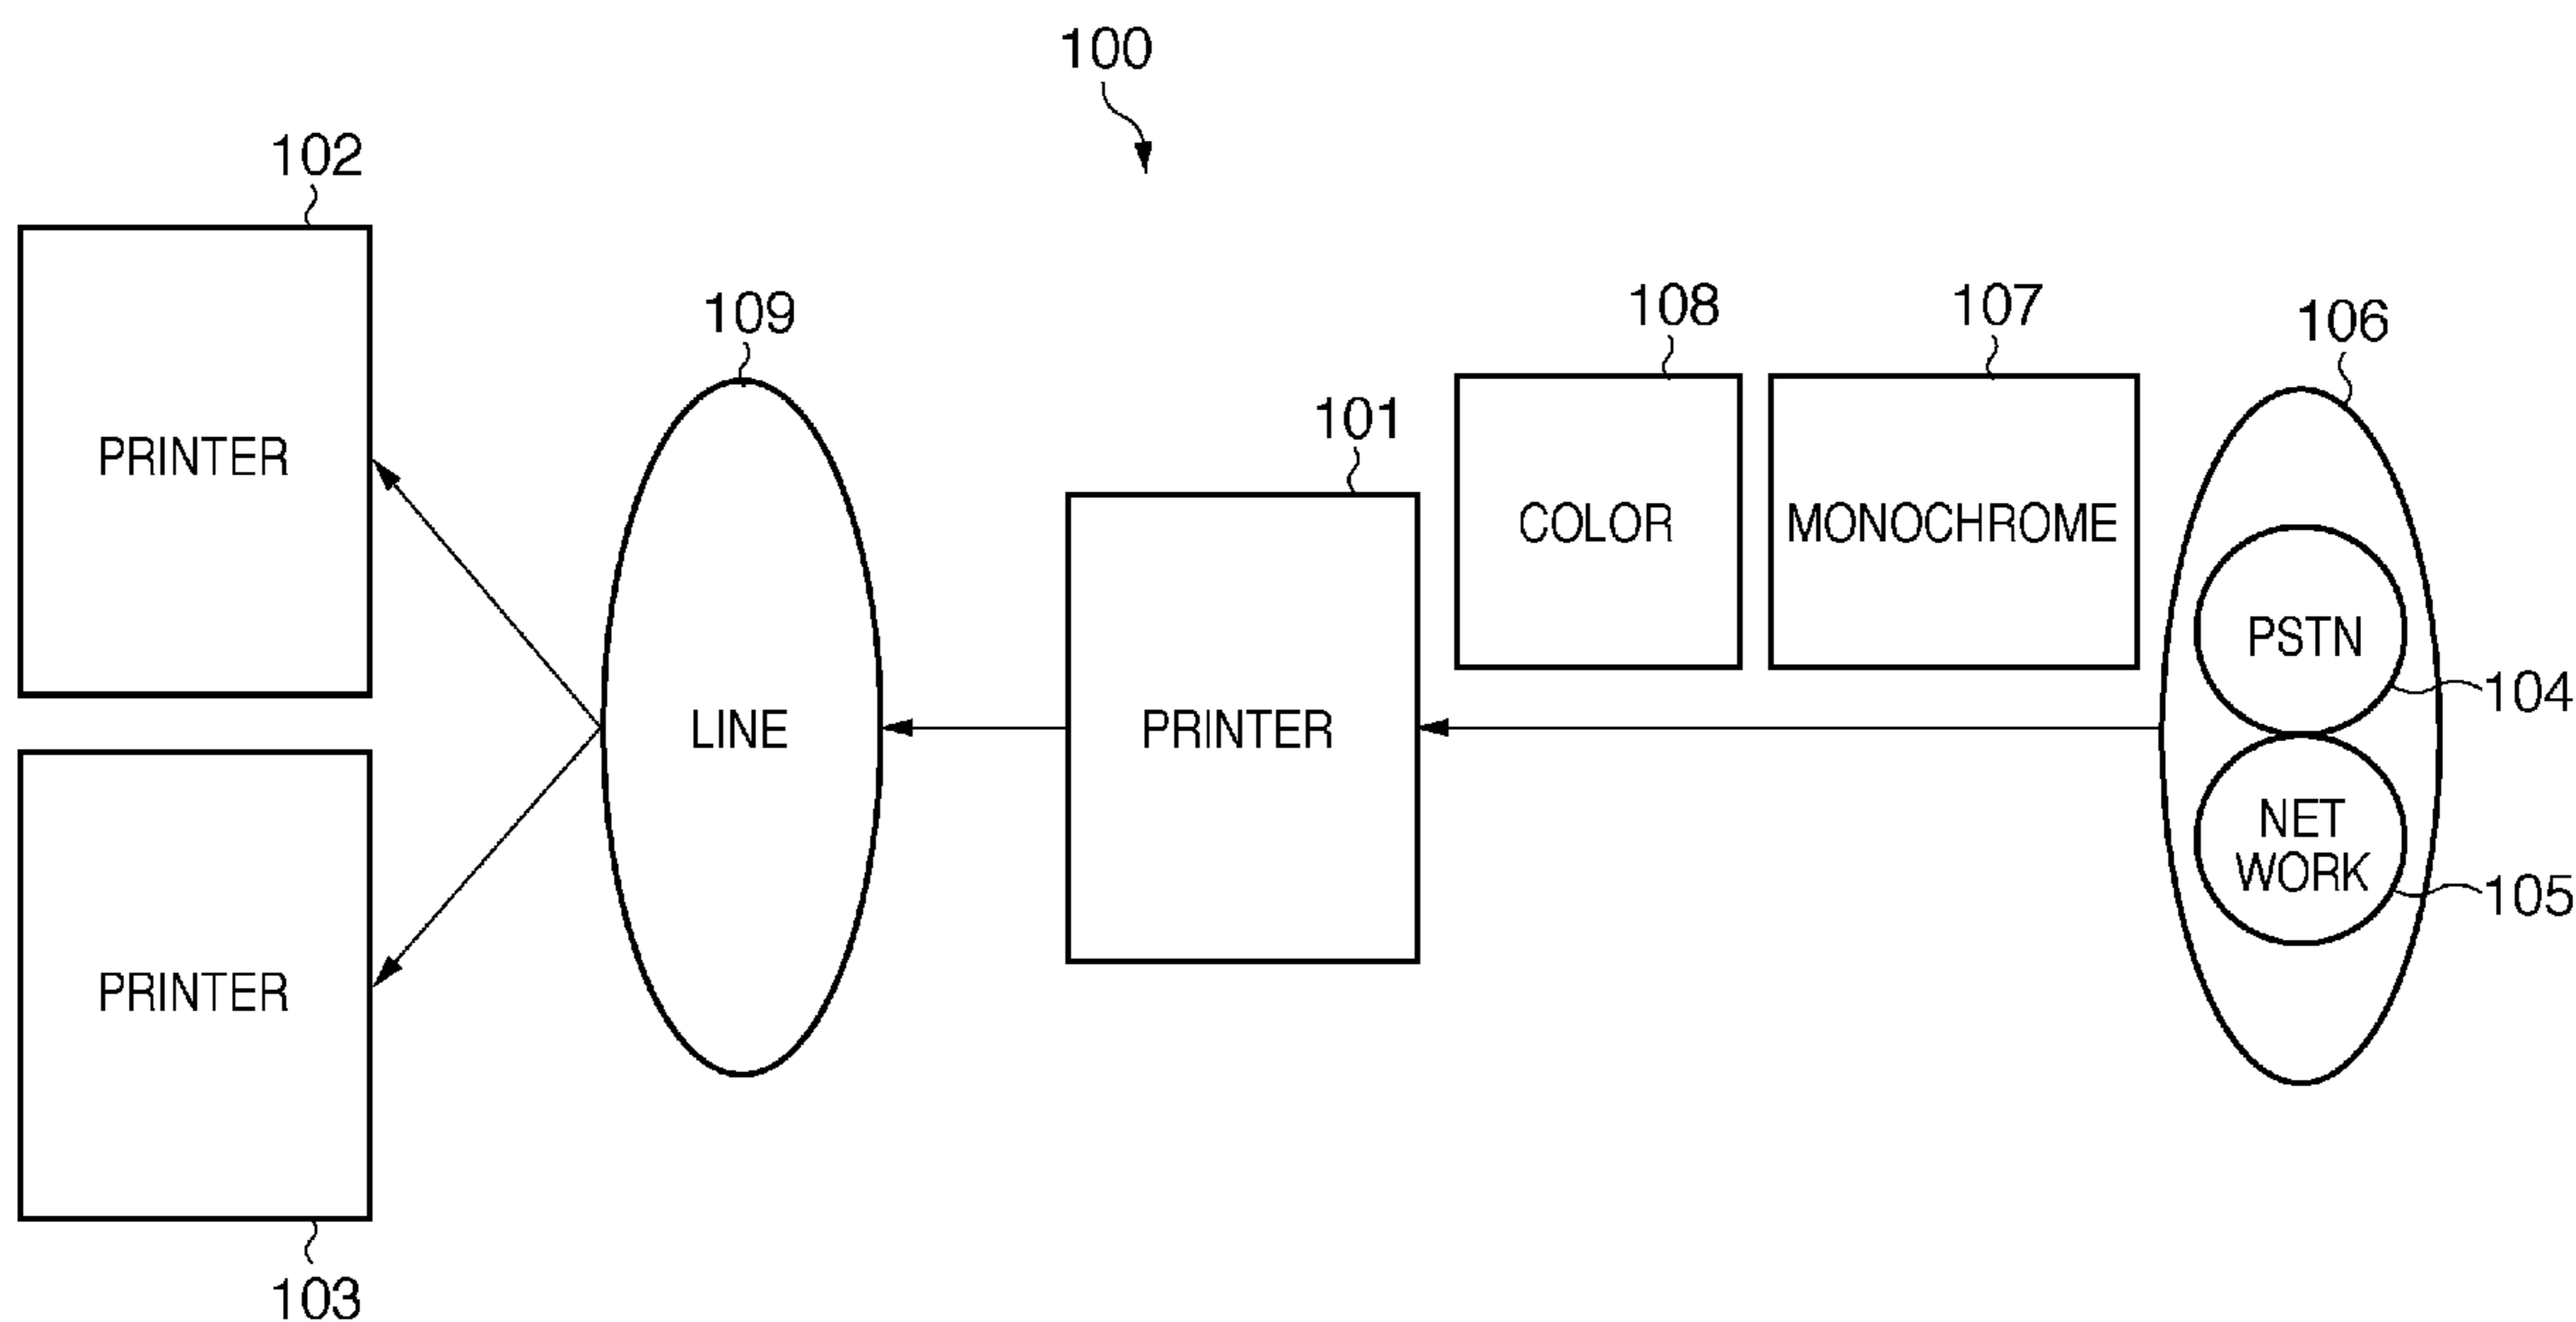 100
102
109
108
107
106
101
PRINTER
COLOR
MONOCHROME
PSTN
104
LINE
PRINTER
NET
WORK
105
PRINTER
103